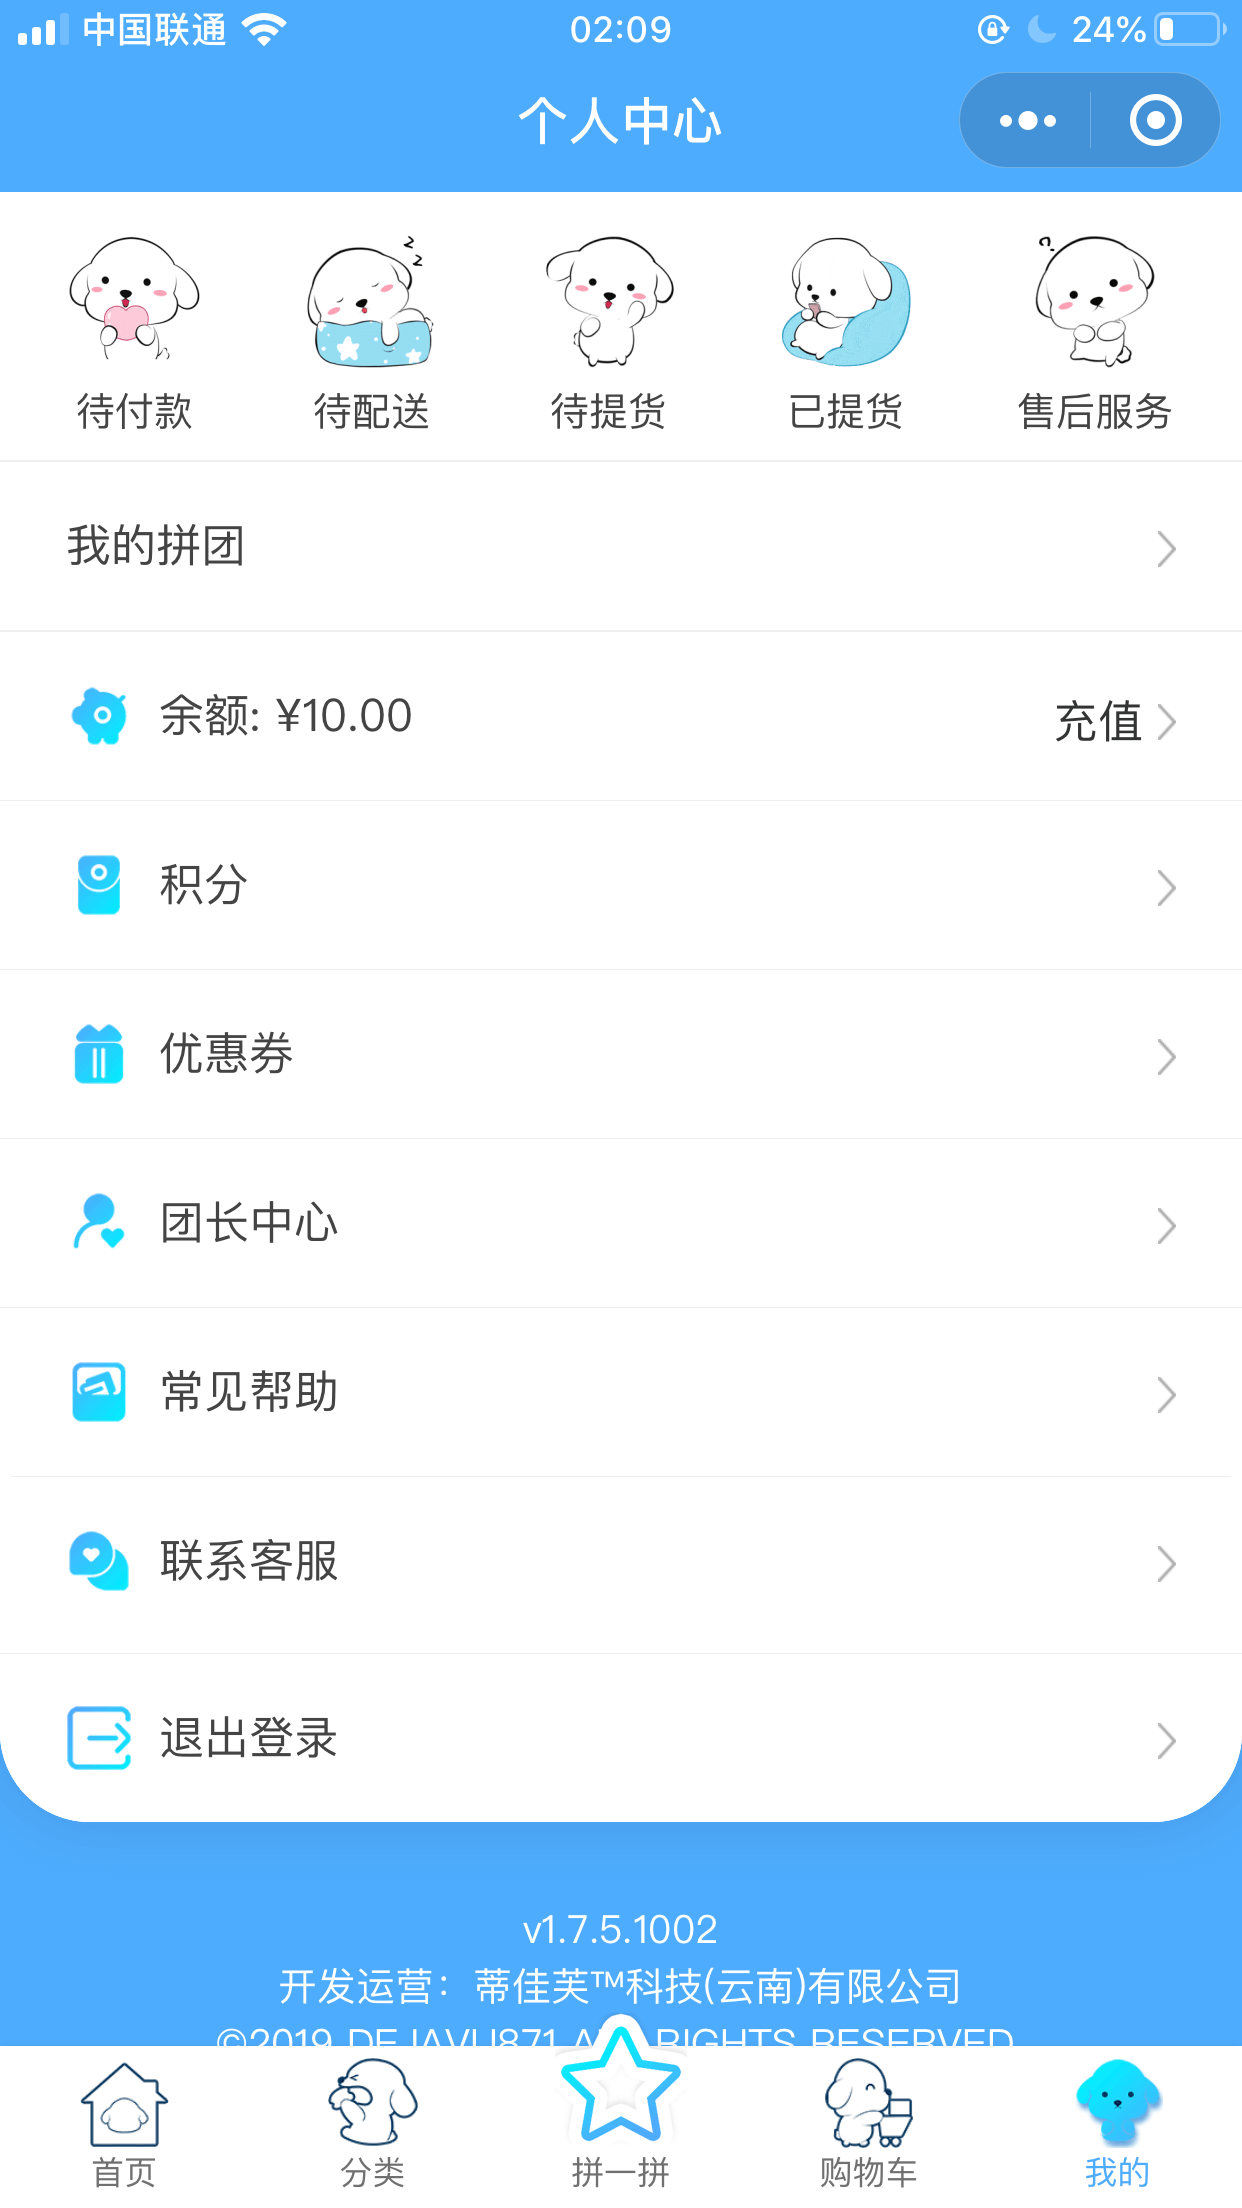 中国联通
02:09
24%
个人中心
待付款
待配送
待提货
已提货
售后服务
我的拼团
余额: ¥10.00
充值
积分
优惠券
团长中心
常见帮助
联系客服
退出登录
v1.7.5.1002
开发运营：蒂佳芙™科技(云南)有限公司
©2019 DEJAVU871 RIGHTS RESERVED
首页
分类
拼一拼
购物车
我的